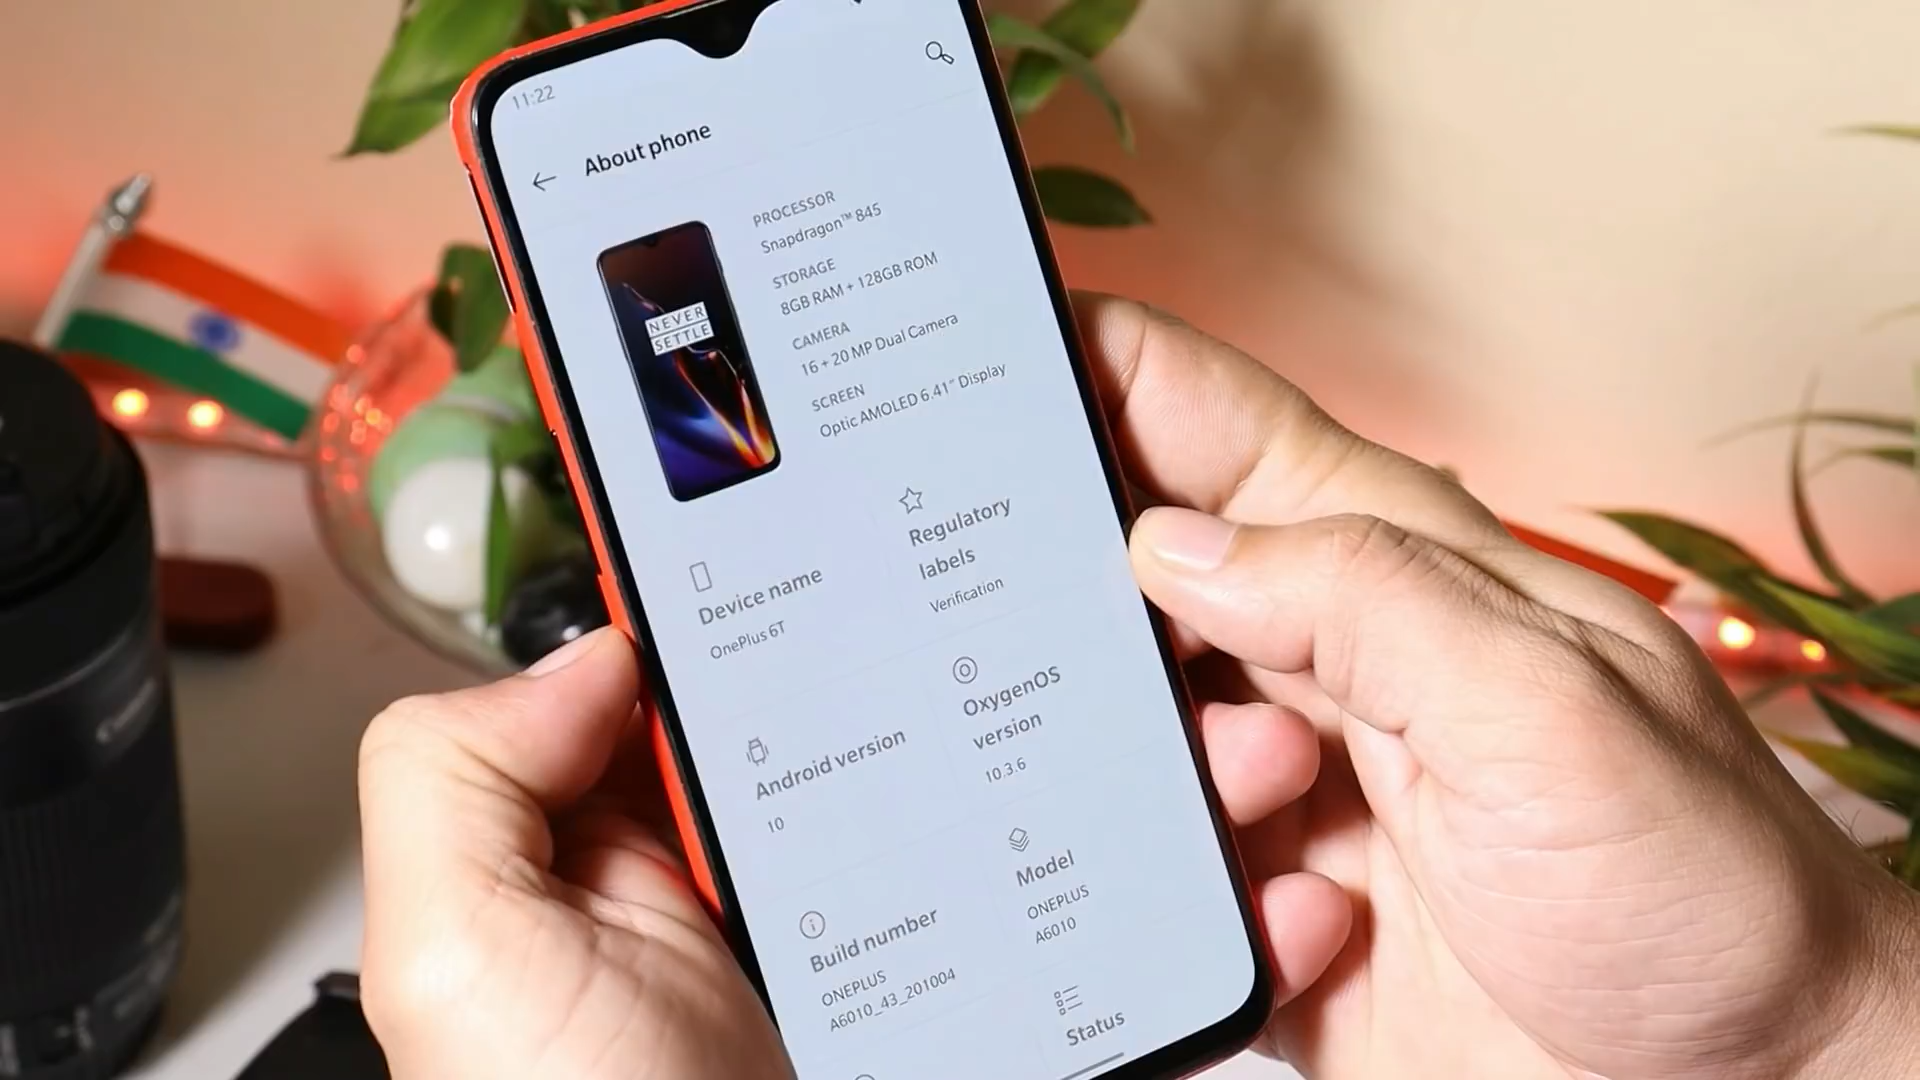 11:22
About phone
PROCESSOR
Snapdragon™ 845
STORAGE
8GB RAM + 128GB ROM
CAMERA
16 + 20 MP Dual Camera
SCREEN
Optic AMOLED 6.41" Display
NEVER
SETTLE
Device name
OnePlus 6T
Regulatory
labels
Verification
Android version
10
OxygenOS
version
10.3.6
Build number
ONEPLUS
A6010_43_201004
Model
ONEPLUS
A6010
Status